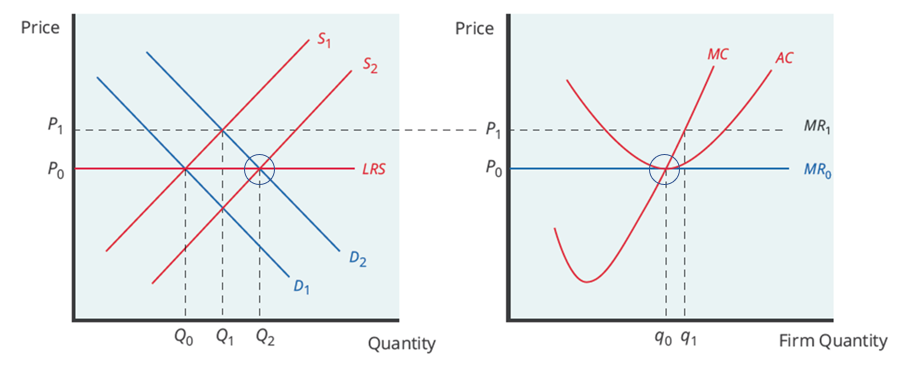 Price
S1
S2
P1
P0
LRS
D2
D1
Q0
Q1
Q2
Quantity
Price
MC
AC
P1
MR1
P0
MR0
q0
q1
Firm Quantity